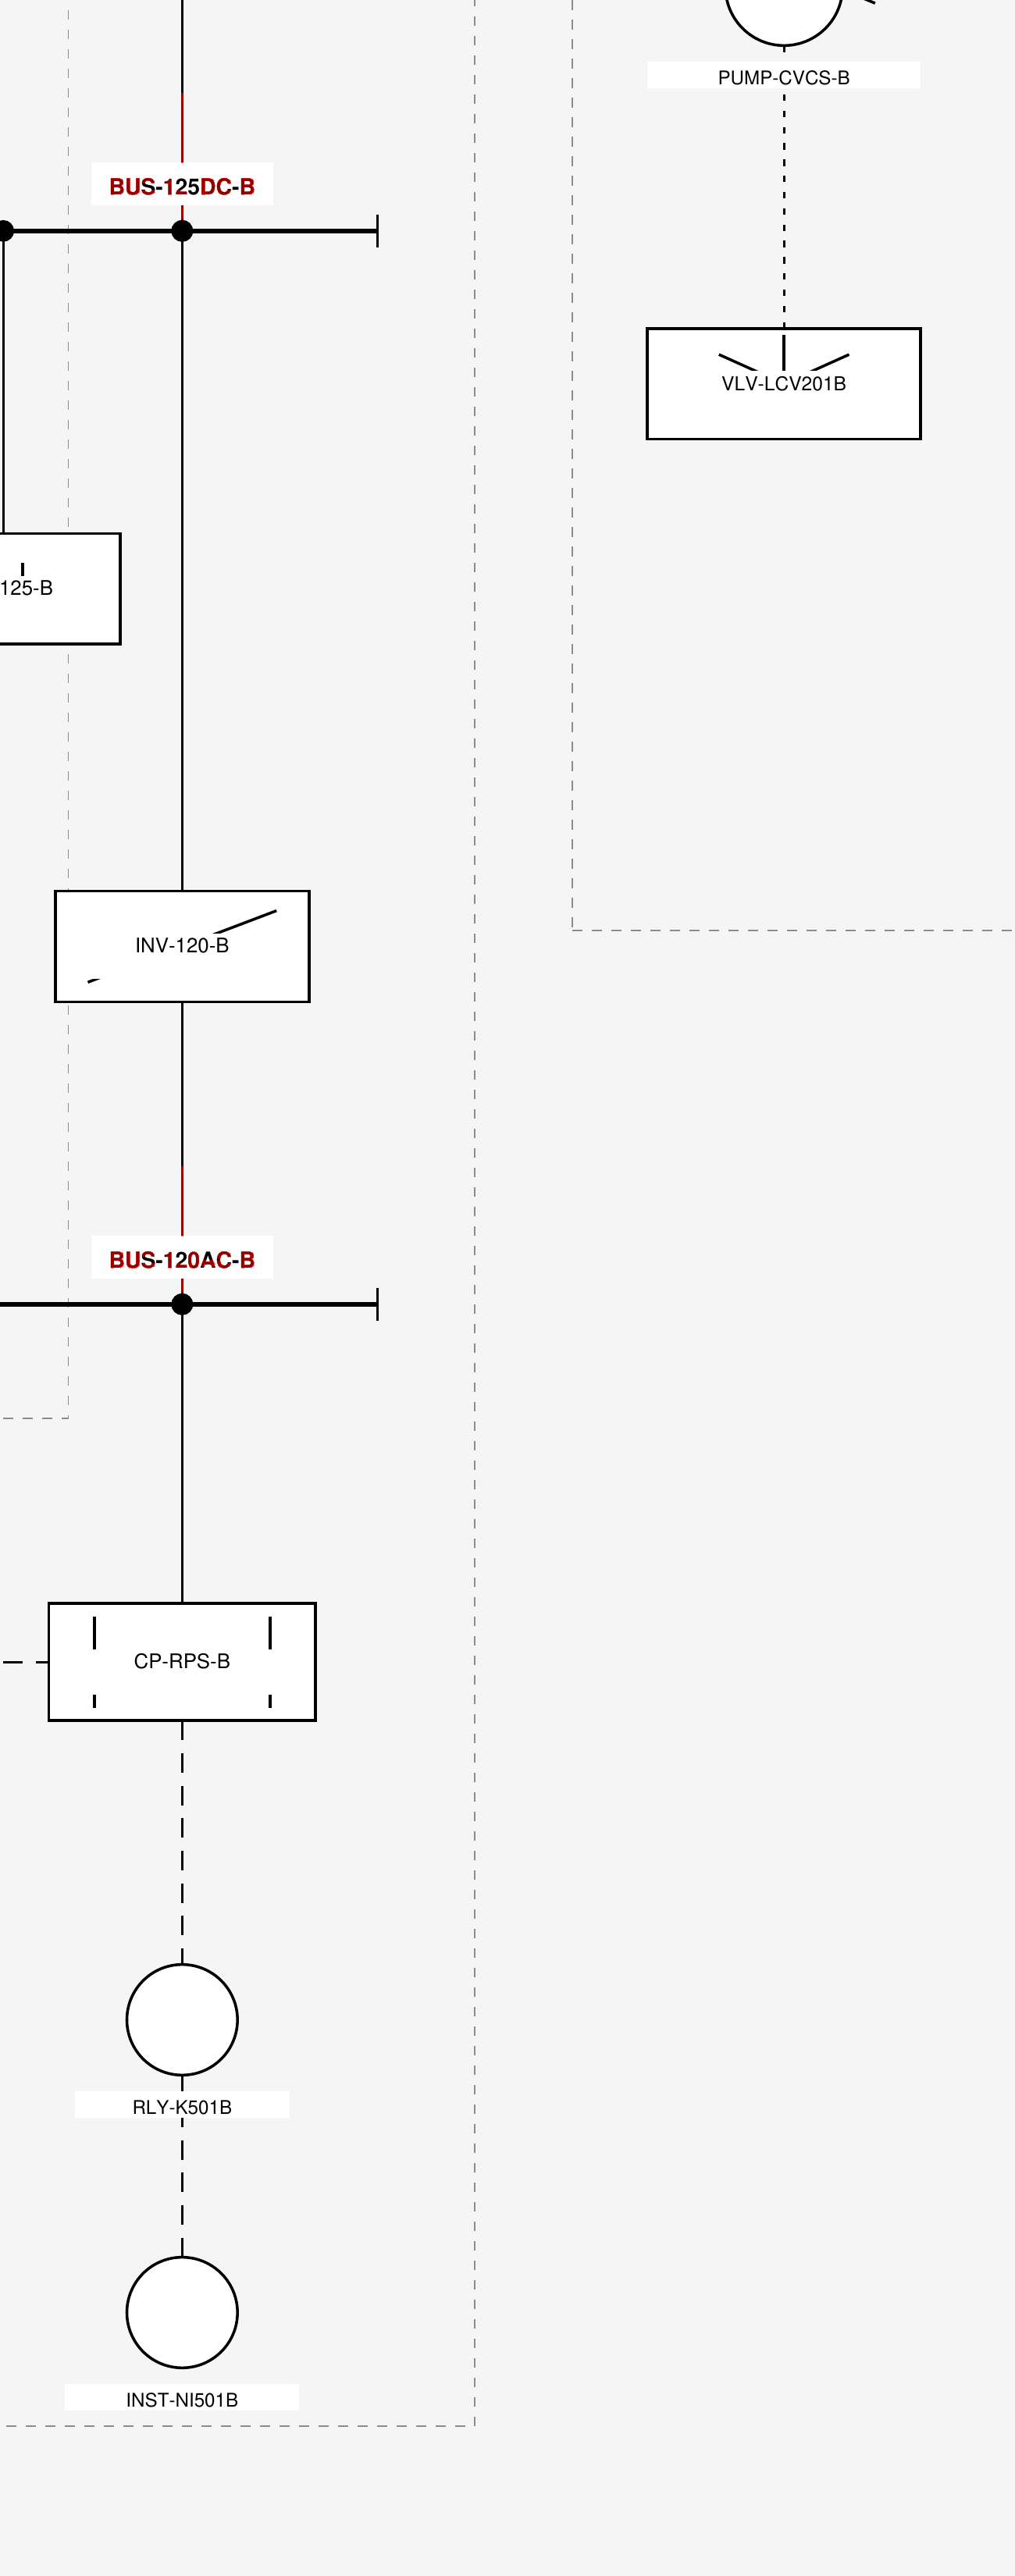 PUMP-CVCS-B
BUS-125DC-B
VLV-LCV201B
125-B
INV-120-B
BUS-120AC-B
CP-RPS-B
RLY-K501B
INST-NI501B